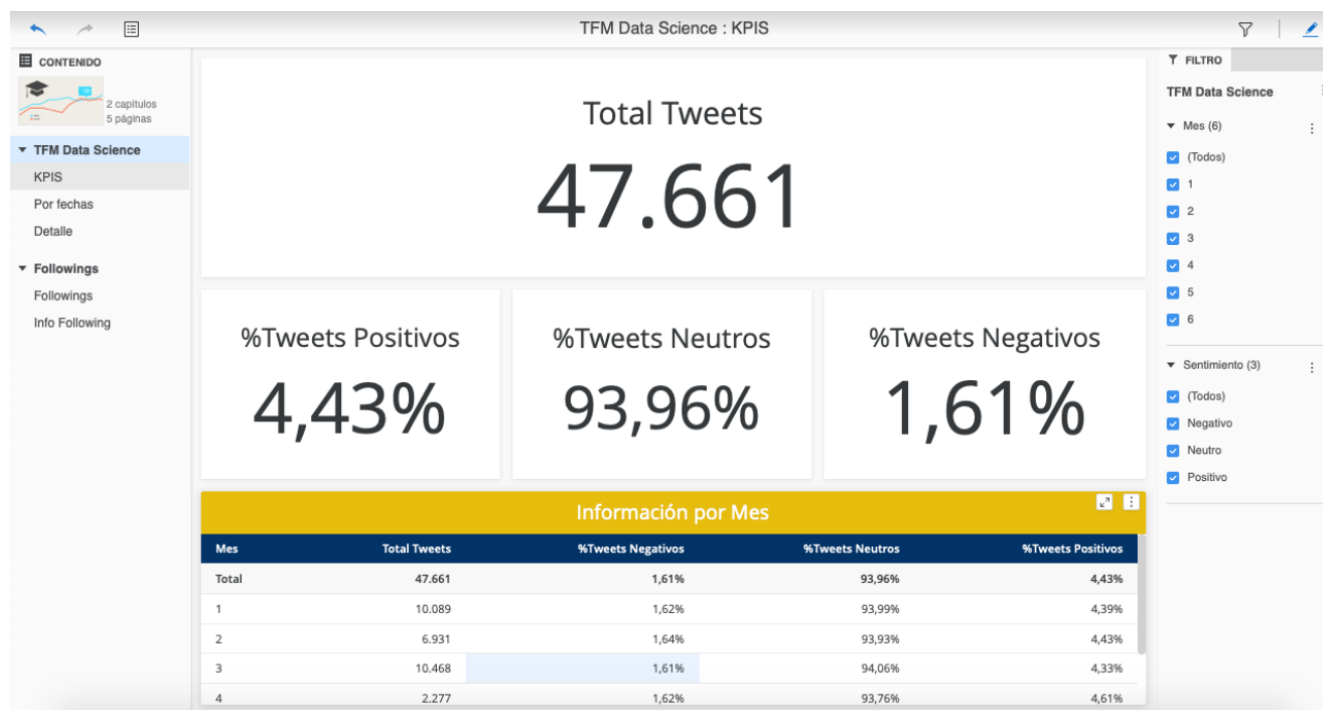 TFM Data Science : KPIS
CONTENIDO
2 capítulos
5 páginas
TFM Data Science
KPIS
Por fechas
Detalle
Followings
Followings
Info Following
Total Tweets
47.661
%Tweets Positivos
4,43%
%Tweets Neutros
93,96%
%Tweets Negativos
1,61%
Información por Mes
Mes Total Tweets %Tweets Negativos %Tweets Neutros %Tweets Positivos
Total 47.661 1,61% 93,96% 4,43%
1 10.089 1,62% 93,99% 4,39%
2 6.931 1,64% 93,93% 4,43%
3 10.468 1,61% 94,06% 4,33%
4 2.277 1,62% 93,76% 4,61%
FILTRO
TFM Data Science
Mes (6)
(Todos)
1
2
3
4
5
6
Sentimiento (3)
(Todos)
Negativo
Neutro
Positivo